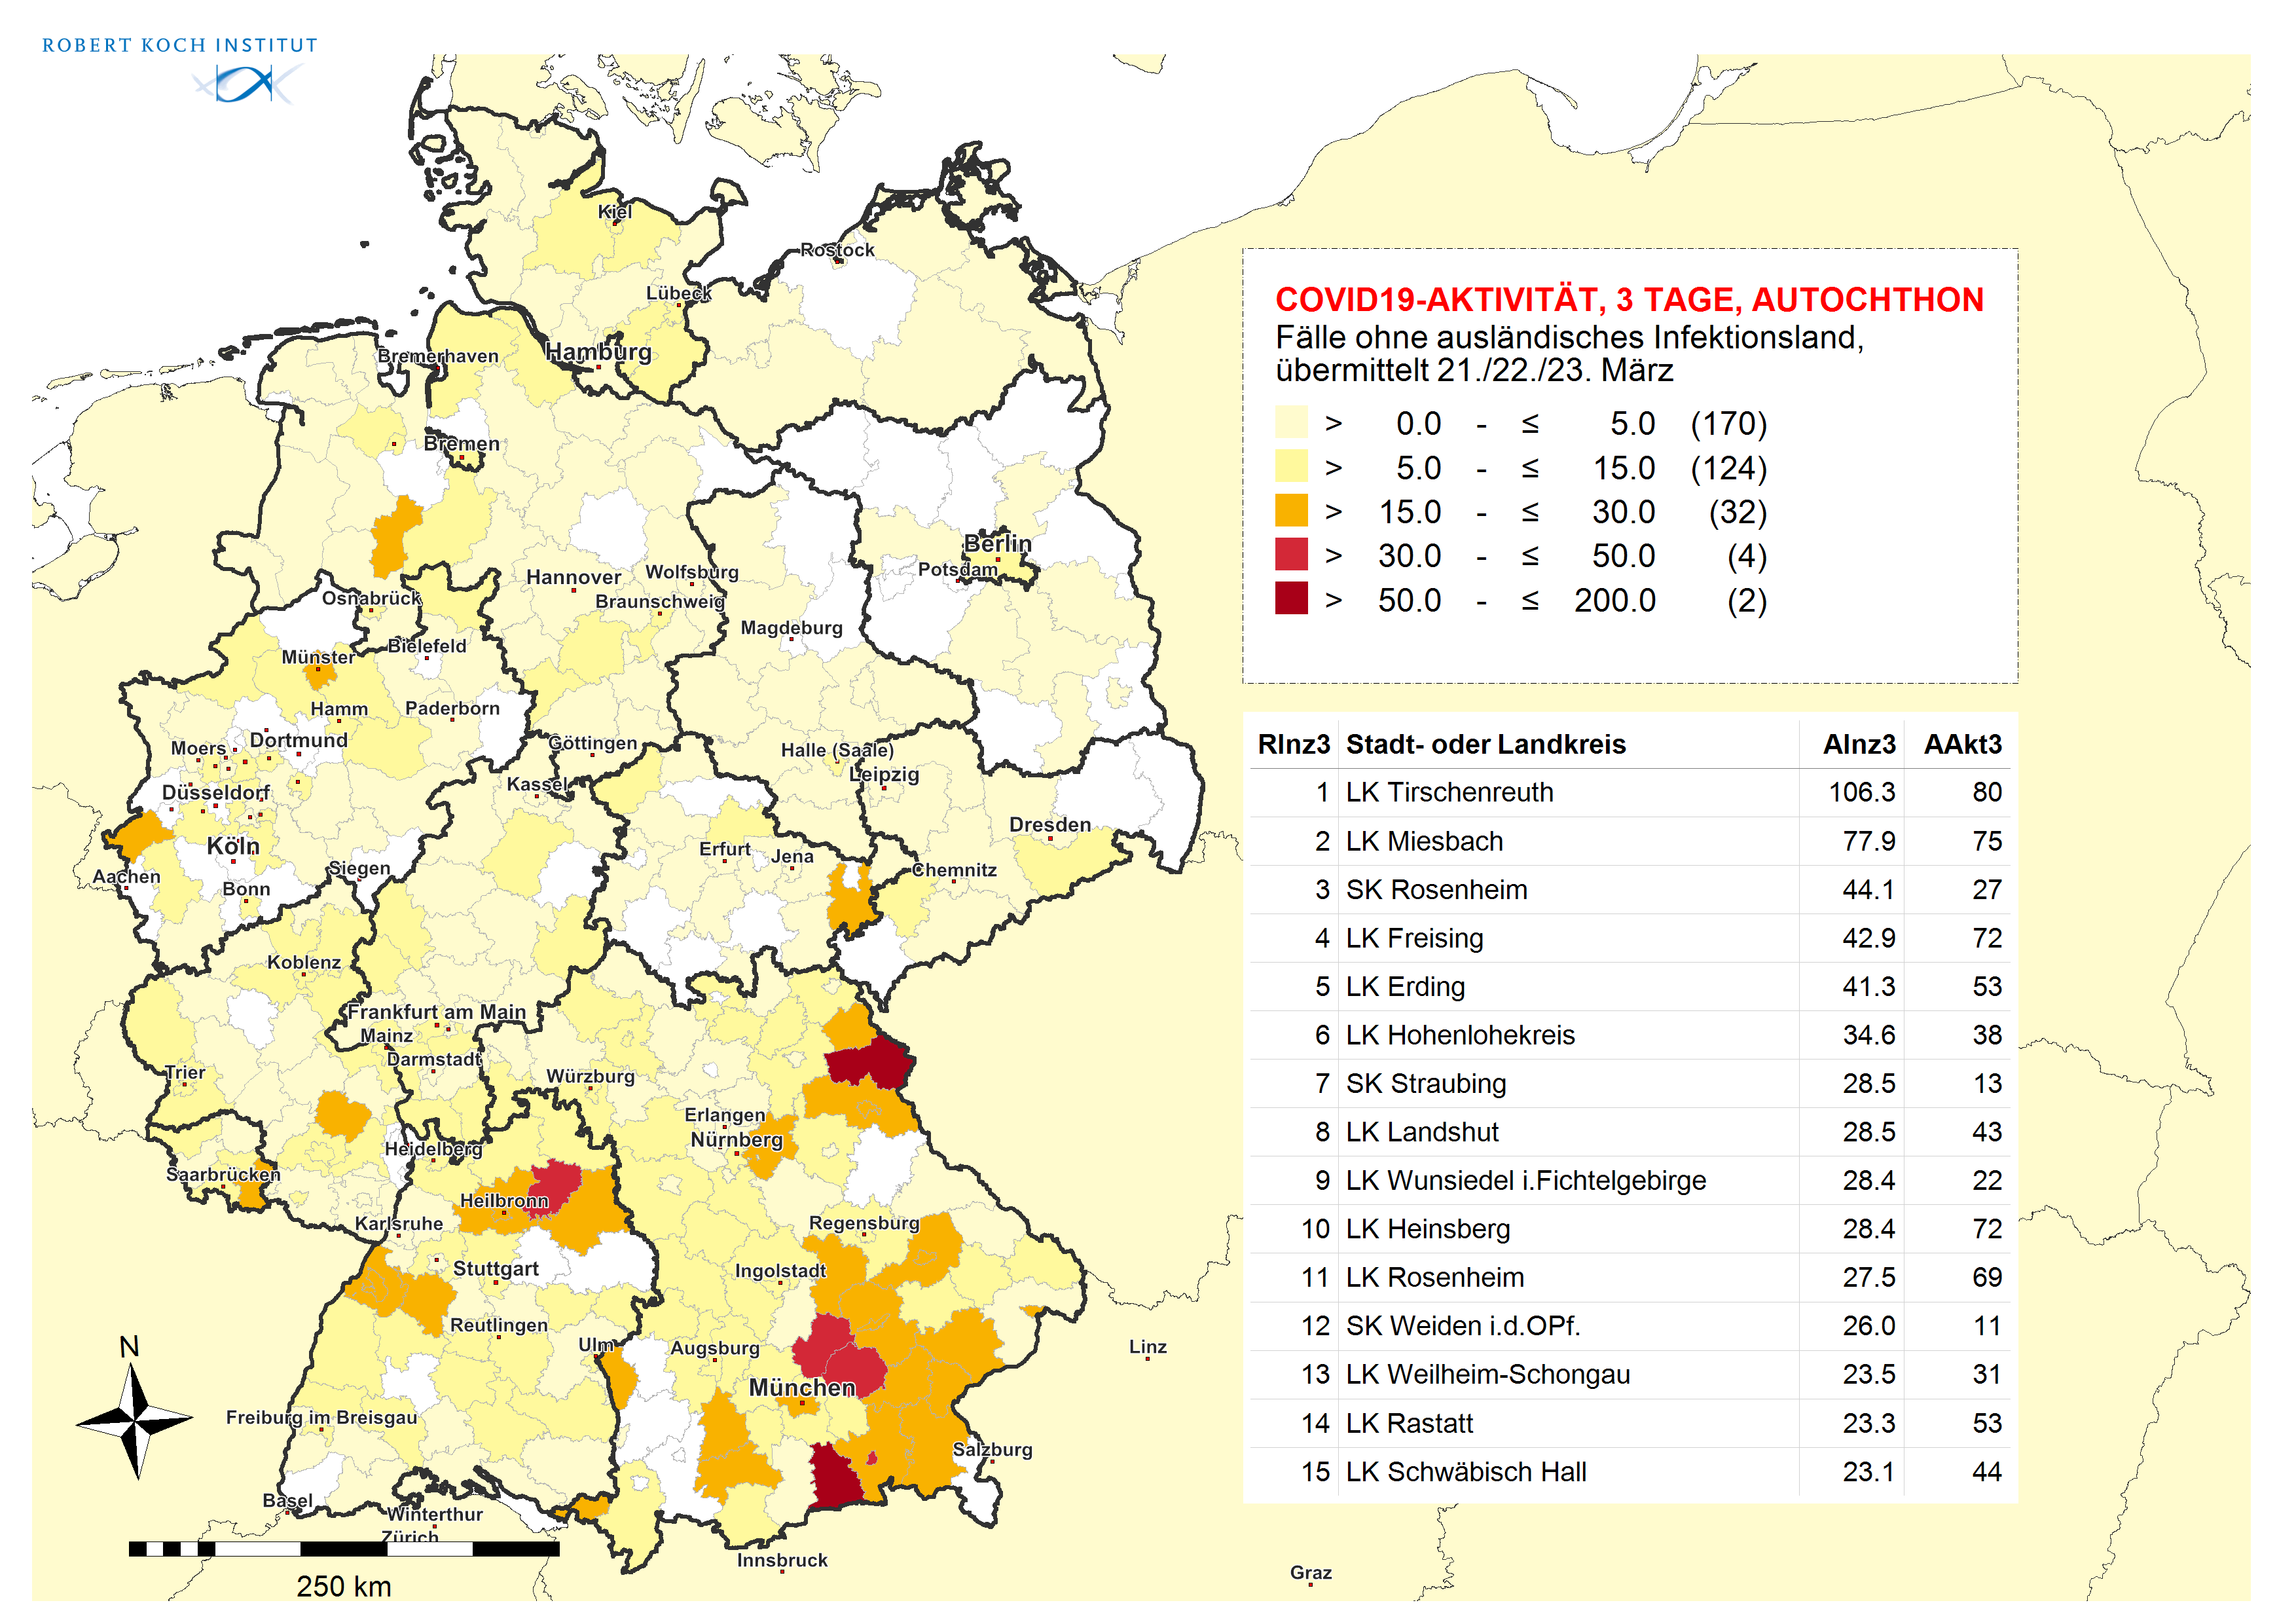 ROBERT KOCH INSTITUT
Kiel
Rostock
Lübeck
Bremerhaven
Hamburg
Bremen
Berlin
Potsdam
Hannover
Wolfsburg
Braunschweig
Osnabrück
Magdeburg
Bielefeld
Münster
Hamm
Paderborn
Moers
Dortmund
Göttingen
Halle (Saale)
Leipzig
Kassel
Düsseldorf
Dresden
Köln
Erfurt
Jena
Siegen
Chemnitz
Aachen
Bonn
Koblenz
Frankfurt am Main
Mainz
Darmstadt
Trier
Würzburg
Erlangen
Nürnberg
Heidelberg
Saarbrücken
Heilbronn
Karlsruhe
Regensburg
Stuttgart
Ingolstadt
Reutlingen
Ulm
Augsburg
Linz
München
Freiburg im Breisgau
Salzburg
Basel
Winterthur
Zürich
Innsbruck
Graz
N
250 km
COVID19-AKTIVITÄT, 3 TAGE, AUTOCHTHON
Fälle ohne ausländisches Infektionsland,
übermittelt 21./22./23. März
> 0.0 - ≤ 5.0 (170)
> 5.0 - ≤ 15.0 (124)
> 15.0 - ≤ 30.0 (32)
> 30.0 - ≤ 50.0 (4)
> 50.0 - ≤ 200.0 (2)
RInz3 Stadt- oder Landkreis AInz3 AAkt3
1 LK Tirschenreuth 106.3 80
2 LK Miesbach 77.9 75
3 SK Rosenheim 44.1 27
4 LK Freising 42.9 72
5 LK Erding 41.3 53
6 LK Hohenlohekreis 34.6 38
7 SK Straubing 28.5 13
8 LK Landshut 28.5 43
9 LK Wunsiedel i.Fichtelgebirge 28.4 22
10 LK Heinsberg 28.4 72
11 LK Rosenheim 27.5 69
12 SK Weiden i.d.OPf. 26.0 11
13 LK Weilheim-Schongau 23.5 31
14 LK Rastatt 23.3 53
15 LK Schwäbisch Hall 23.1 44